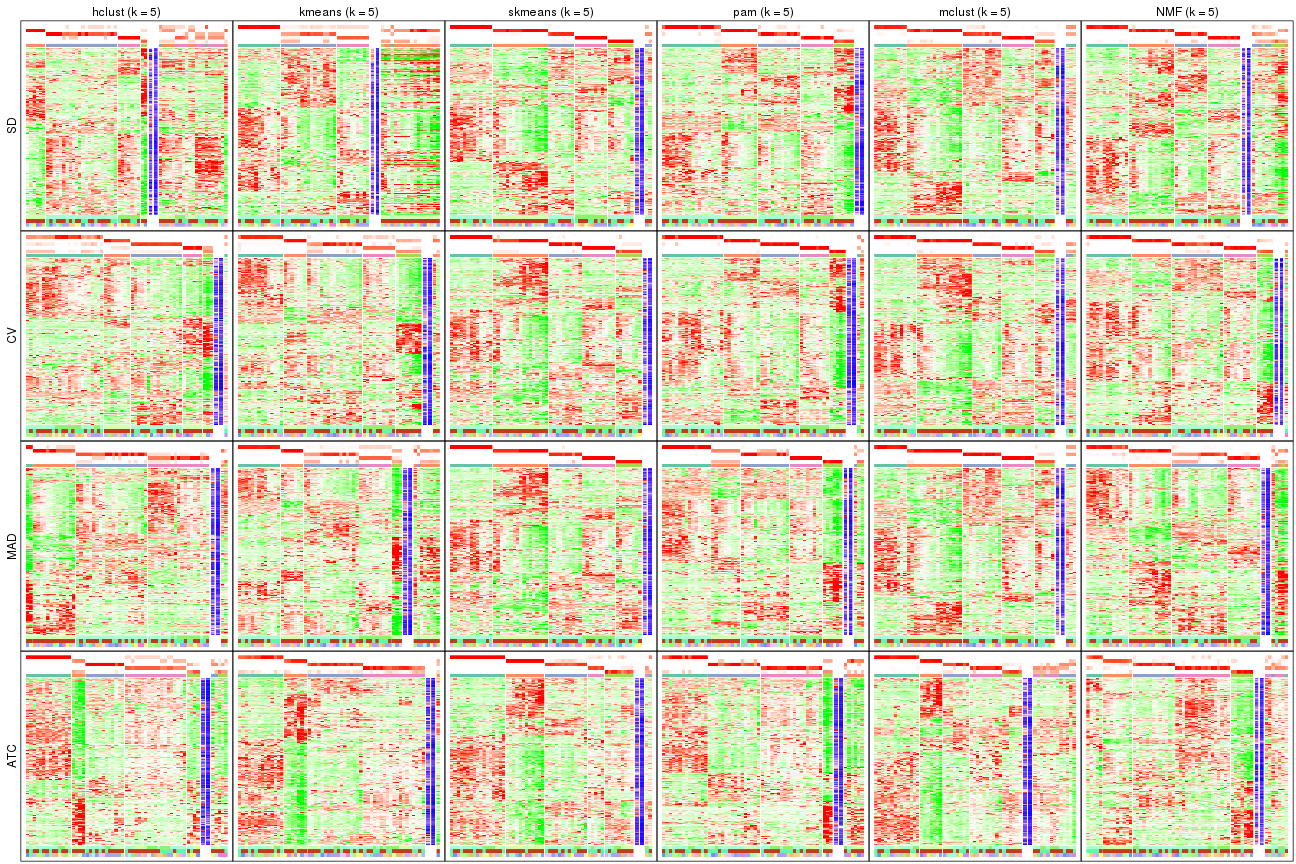 hclust (k = 5) kmeans (k = 5) skmeans (k = 5) pam (k = 5) mclust (k = 5) NMF (k = 5)
SD
CV
MAD
ATC